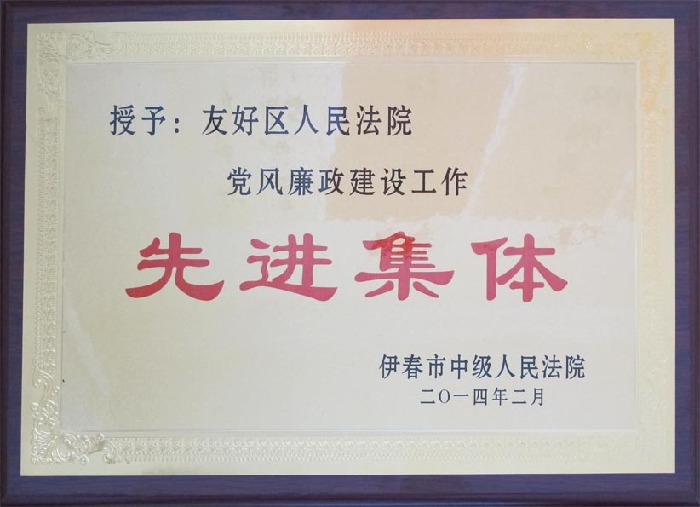 授予：友好区人民法院
党风廉政建设工作
先进集体
伊春市中级人民法院
二〇一四年二月